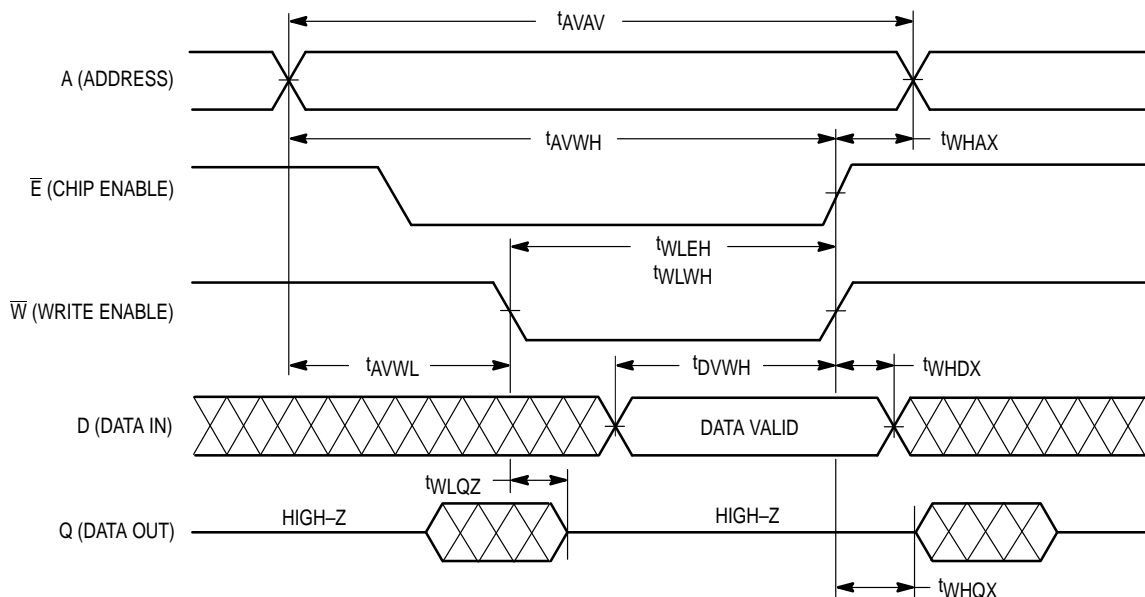 tAVAV
A (ADDRESS)
tAVWH
tWHAX
E̅ (CHIP ENABLE)
tWLEH
tWLWH
W̅ (WRITE ENABLE)
tAVWL
tDVWH
tWHDX
D (DATA IN)
DATA VALID
tWLQZ
Q (DATA OUT)
HIGH–Z
HIGH–Z
tWHQX